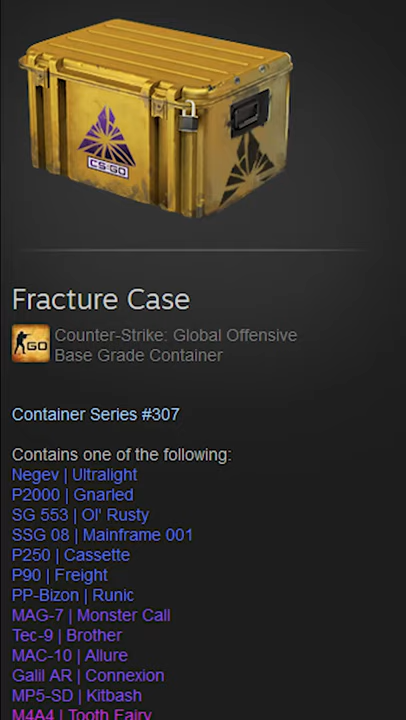 CS:GO
Fracture Case
GO
Counter-Strike: Global Offensive
Base Grade Container
Container Series #307
Contains one of the following:
Negev | Ultralight
P2000 | Gnarled
SG 553 | Ol' Rusty
SSG 08 | Mainframe 001
P250 | Cassette
P90 | Freight
PP-Bizon | Runic
MAG-7 | Monster Call
Tec-9 | Brother
MAC-10 | Allure
Galil AR | Connexion
MP5-SD | Kitbash
M4A4 | Tooth Fairy